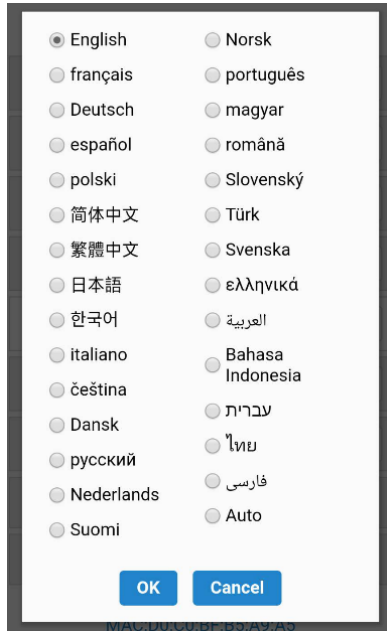 English
français
Deutsch
español
polski
简体中文
繁體中文
日本語
한국어
italiano
čeština
Dansk
русский
Nederlands
Suomi
Norsk
português
magyar
română
Slovenský
Türk
Svenska
ελληνικά
العربية
Bahasa
Indonesia
עברית
ไทย
فارسی
Auto
OK
Cancel
MAC:D0:C0:BF:B5:A9:A5